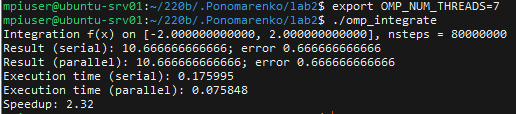 mpiuser@ubuntu-srv01:~/220b/.Ponomarenko/lab2$ export OMP_NUM_THREADS=7
mpiuser@ubuntu-srv01:~/220b/.Ponomarenko/lab2$ ./omp_integrate
Integration f(x) on [-2.000000000000, 2.000000000000], nsteps = 80000000
Result (serial): 10.666666666666; error 0.666666666666
Result (parallel): 10.666666666666; error 0.666666666666
Execution time (serial): 0.175995
Execution time (parallel): 0.075848
Speedup: 2.32